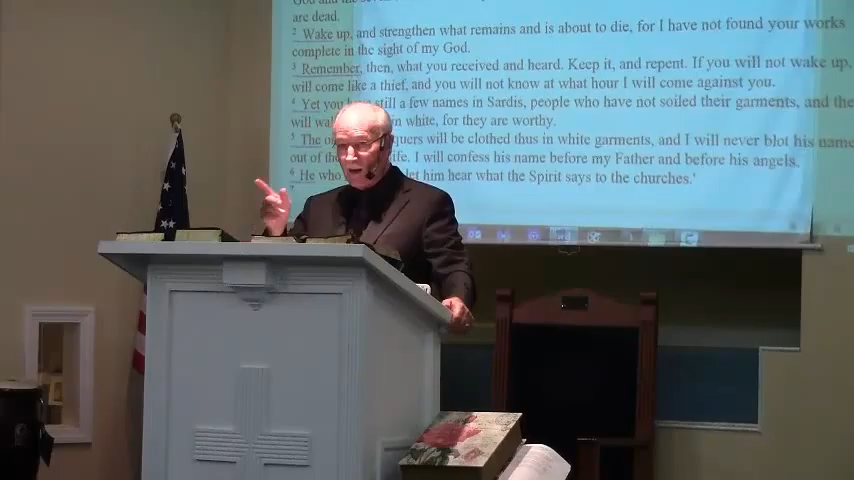 God and the seven
are dead.
2 Wake up, and strengthen what remains and is about to die, for I have not found your works
complete in the sight of my God.
3 Remember, then, what you received and heard. Keep it, and repent. If you will not wake up,
will come like a thief, and you will not know at what hour I will come against you.
4 Yet you still a few names in Sardis, people who have not soiled their garments, and the
will in white, for they are worthy.
5 The quers will be clothed thus in white garments, and I will never blot his name
out of the ife. I will confess his name before my Father and before his angels.
6 He who let him hear what the Spirit says to the churches.'